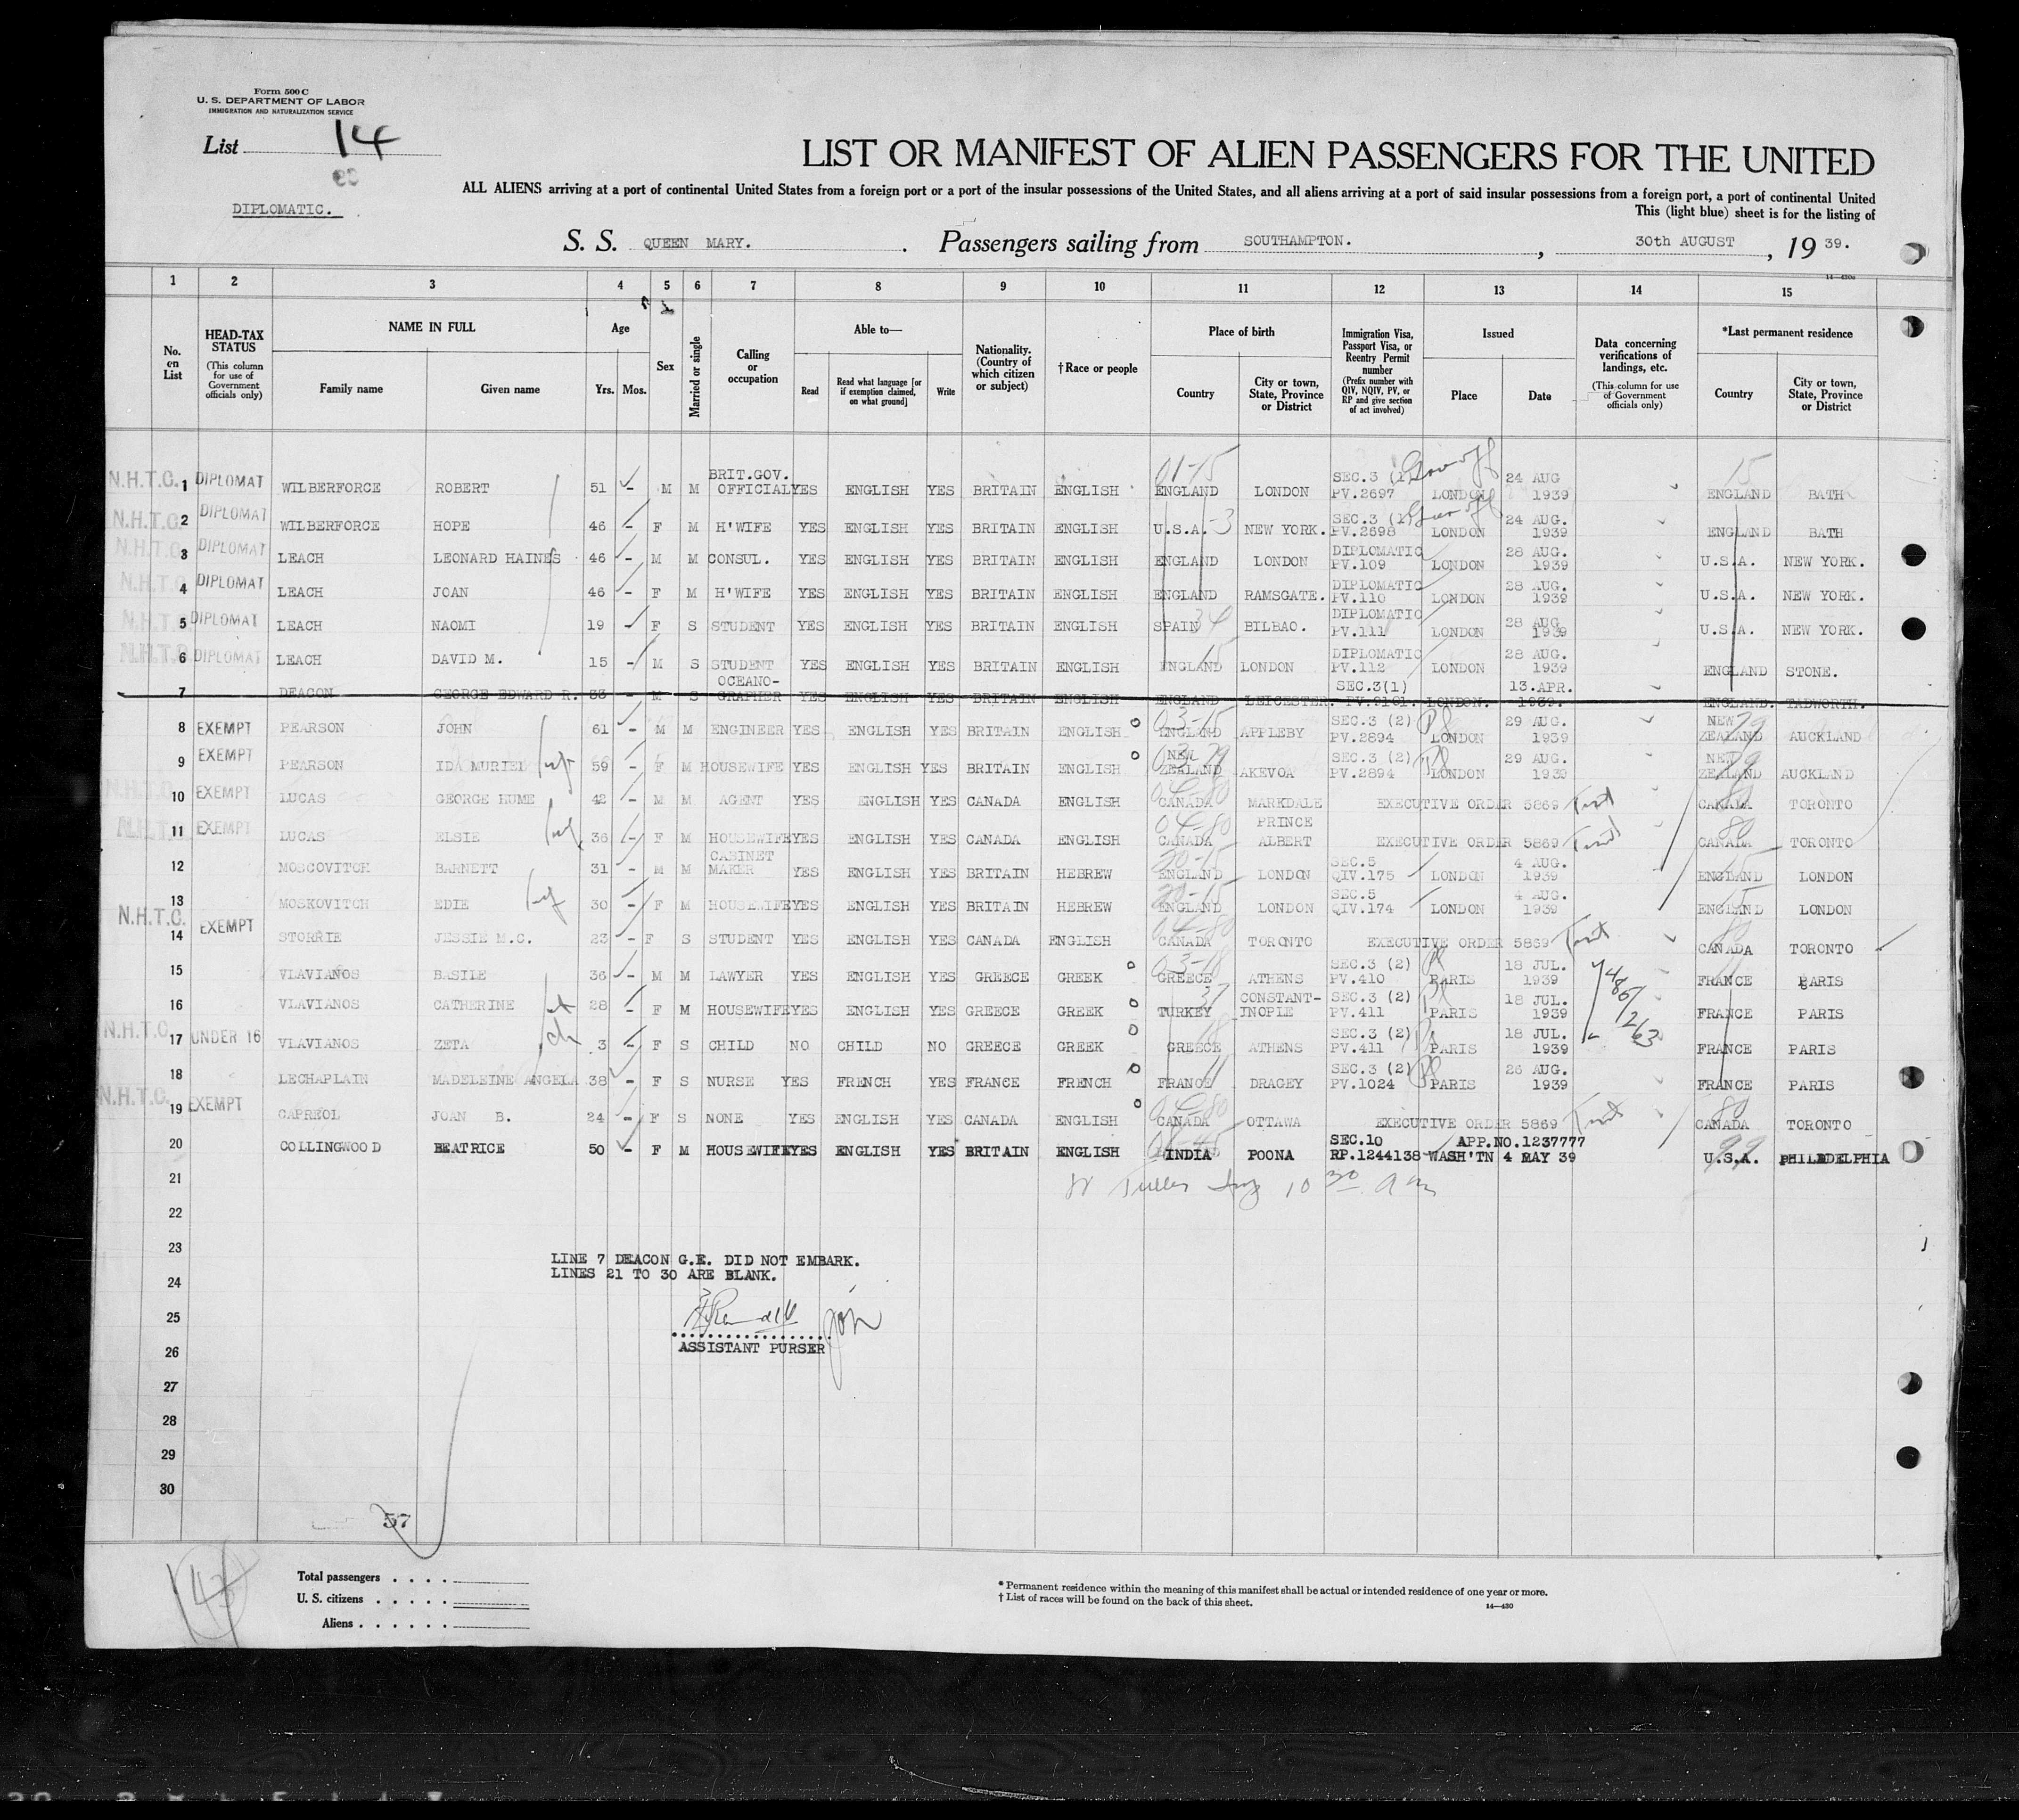 Form 500 C
U. S. DEPARTMENT OF LABOR
IMMIGRATION AND NATURALIZATION SERVICE
List 14
DIPLOMATIC.
LIST OR MANIFEST OF ALIEN PASSENGERS FOR THE UNITED
ALL ALIENS arriving at a port of continental United States from a foreign port or a port of the insular possessions of the United States, and all aliens arriving at a port of said insular possessions from a foreign port, a port of continental United
This (light blue) sheet is for the listing of
S. S. QUEEN MARY. Passengers sailing from SOUTHAMPTON. , 30th AUGUST , 19 39.
1 2 3 4 5 6 7 8 9 10 11 12 13 14 15
No. en List
HEAD-TAX STATUS (This column for use of Government officials only)
NAME IN FULL Family name Given name
Age Yrs. Mos.
Sex
Married or single
Calling or occupation
Able to— Read Read what language [or if exemption claimed, on what ground] Write
Nationality. (Country of which citizen or subject)
†Race or people
Place of birth Country City or town, State, Province or District
Immigration Visa, Passport Visa, or Reentry Permit number (Prefix number with QIV, NQIV, PV, or RP and give section of act involved)
Issued Place Date
Data concerning verifications of landings, etc. (This column for use of Government officials only)
*Last permanent residence Country City or town, State, Province or District
N.H.T.C. 1 DIPLOMAT WILBERFORCE ROBERT 51 - M M BRIT.GOV. OFFICIAL YES ENGLISH YES BRITAIN ENGLISH ENGLAND LONDON SEC.3 (1) PV.2697 LONDON 24 AUG 1939 ENGLAND BATH
N.H.T.C. 2 DIPLOMAT WILBERFORCE HOPE 46 - F M H'WIFE YES ENGLISH YES BRITAIN ENGLISH U.S.A. NEW YORK. SEC.3 (1) PV.2698 LONDON 24 AUG. 1939 ENGLAND BATH
N.H.T.C. 3 DIPLOMAT LEACH LEONARD HAINES 46 - M M CONSUL. YES ENGLISH YES BRITAIN ENGLISH ENGLAND LONDON DIPLOMATIC PV.109 LONDON 28 AUG. 1939 U.S.A. NEW YORK.
N.H.T.C. 4 DIPLOMAT LEACH JOAN 46 - F M H'WIFE YES ENGLISH YES BRITAIN ENGLISH ENGLAND RAMSGATE. DIPLOMATIC PV.110 LONDON 28 AUG. 1939 U.S.A. NEW YORK.
N.H.T.C. 5 DIPLOMAT LEACH NAOMI 19 - F S STUDENT YES ENGLISH YES BRITAIN ENGLISH SPAIN BILBAO. DIPLOMATIC PV.111 LONDON 28 AUG 1939 U.S.A. NEW YORK.
N.H.T.C 6 DIPLOMAT LEACH DAVID M. 15 - M S STUDENT YES ENGLISH YES BRITAIN ENGLISH ENGLAND LONDON DIPLOMATIC PV.112 LONDON 28 AUG. 1939 ENGLAND STONE.
7 DEACON GEORGE EDWARD R. 33 - M S OCEANO-GRAPHER YES ENGLISH YES BRITAIN ENGLISH ENGLAND LEICESTER. SEC.3(1) LONDON. 13.APR. 1939. ENGLAND. TADWORTH.
8 EXEMPT PEARSON JOHN 61 - M M ENGINEER YES ENGLISH YES BRITAIN ENGLISH ENGLAND APPLEBY SEC.3 (2) PV.2894 LONDON 29 AUG. 1939 NEW ZEALAND AUCKLAND
9 EXEMPT PEARSON IDA MURIEL 59 - F M HOUSEWIFE YES ENGLISH YES BRITAIN ENGLISH NEW ZEALAND AKEVOA SEC.3 (2) PV.2894 LONDON 29 AUG. 1939 NEW ZEALAND AUCKLAND
N.H.T.C 10 EXEMPT LUCAS GEORGE HUME 42 - M M AGENT YES ENGLISH YES CANADA ENGLISH CANADA MARKDALE EXECUTIVE ORDER 5869 CANADA TORONTO
N.H.T.C 11 EXEMPT LUCAS ELSIE 36 - F M HOUSEWIFE YES ENGLISH YES CANADA ENGLISH CANADA PRINCE ALBERT EXECUTIVE ORDER 5869 CANADA TORONTO
12 MOSCOVITCH BARNETT 31 - M M CABINET MAKER YES ENGLISH YES BRITAIN HEBREW ENGLAND LONDON SEC.5 QIV.175 LONDON 4 AUG. 1939 ENGLAND LONDON
13 MOSKOVITCH EDIE 30 - F M HOUSEWIFE YES ENGLISH YES BRITAIN HEBREW ENGLAND LONDON SEC.5 QIV.174 LONDON 4 AUG. 1939 ENGLAND LONDON
N.H.T.C. 14 EXEMPT STORRIE JESSIE M.C. 23 - F S STUDENT YES ENGLISH YES CANADA ENGLISH CANADA TORONTO EXECUTIVE ORDER 5869 CANADA TORONTO
15 VLAVIANOS BASILE 36 - M M LAWYER YES ENGLISH YES GREECE GREEK GREECE ATHENS SEC.3 (2) PV.410 PARIS 18 JUL. 1939 FRANCE PARIS
16 VLAVIANOS CATHERINE 28 - F M HOUSEWIFE YES ENGLISH YES GREECE GREEK TURKEY CONSTANT-INOPLE SEC.3 (2) PV.411 PARIS 18 JUL. 1939 FRANCE PARIS
N.H.T.C. 17 UNDER 16 VLAVIANOS ZETA 3 - F S CHILD NO CHILD NO GREECE GREEK GREECE ATHENS SEC.3 (2) PV.411 PARIS 18 JUL. 1939 FRANCE PARIS
18 LECHAPLAIN MADELEINE ANGELA 38 - F S NURSE YES FRENCH YES FRANCE FRENCH FRANCE DRAGEY SEC.3 (2) PV.1024 PARIS 26 AUG. 1939 FRANCE PARIS
N.H.T.C. 19 EXEMPT CAPREOL JOAN B. 24 - F S NONE YES ENGLISH YES CANADA ENGLISH CANADA OTTAWA EXECUTIVE ORDER 5869 CANADA TORONTO
20 COLLINGWOOD BEATRICE 50 - F M HOUSEWIFE YES ENGLISH YES BRITAIN ENGLISH INDIA POONA SEC.10 APP.NO.1237777 RP.1244138 WASH'TN 4 MAY 39 U.S.A. PHILADELPHIA
21
22
23
LINE 7 DEACON G.E. DID NOT EMBARK.
LINES 21 TO 30 ARE BLANK.
24
25
ASSISTANT PURSER
26
27
28
29
30
57
Total passengers
U. S. citizens
Aliens
* Permanent residence within the meaning of this manifest shall be actual or intended residence of one year or more.
† List of races will be found on the back of this sheet.
14—430